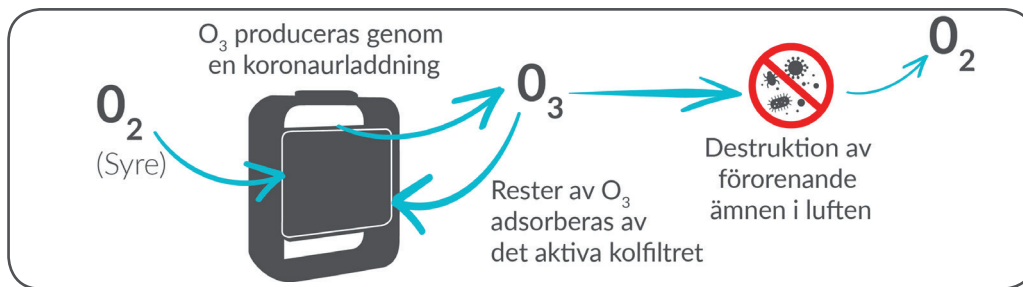 O₃ produceras genom
en koronaurladdning
O₂
(Syre)
O₃
Rester av O₃
adsorberas av
det aktiva kolfiltret
Destruktion av
förorenande
ämnen i luften
O₂